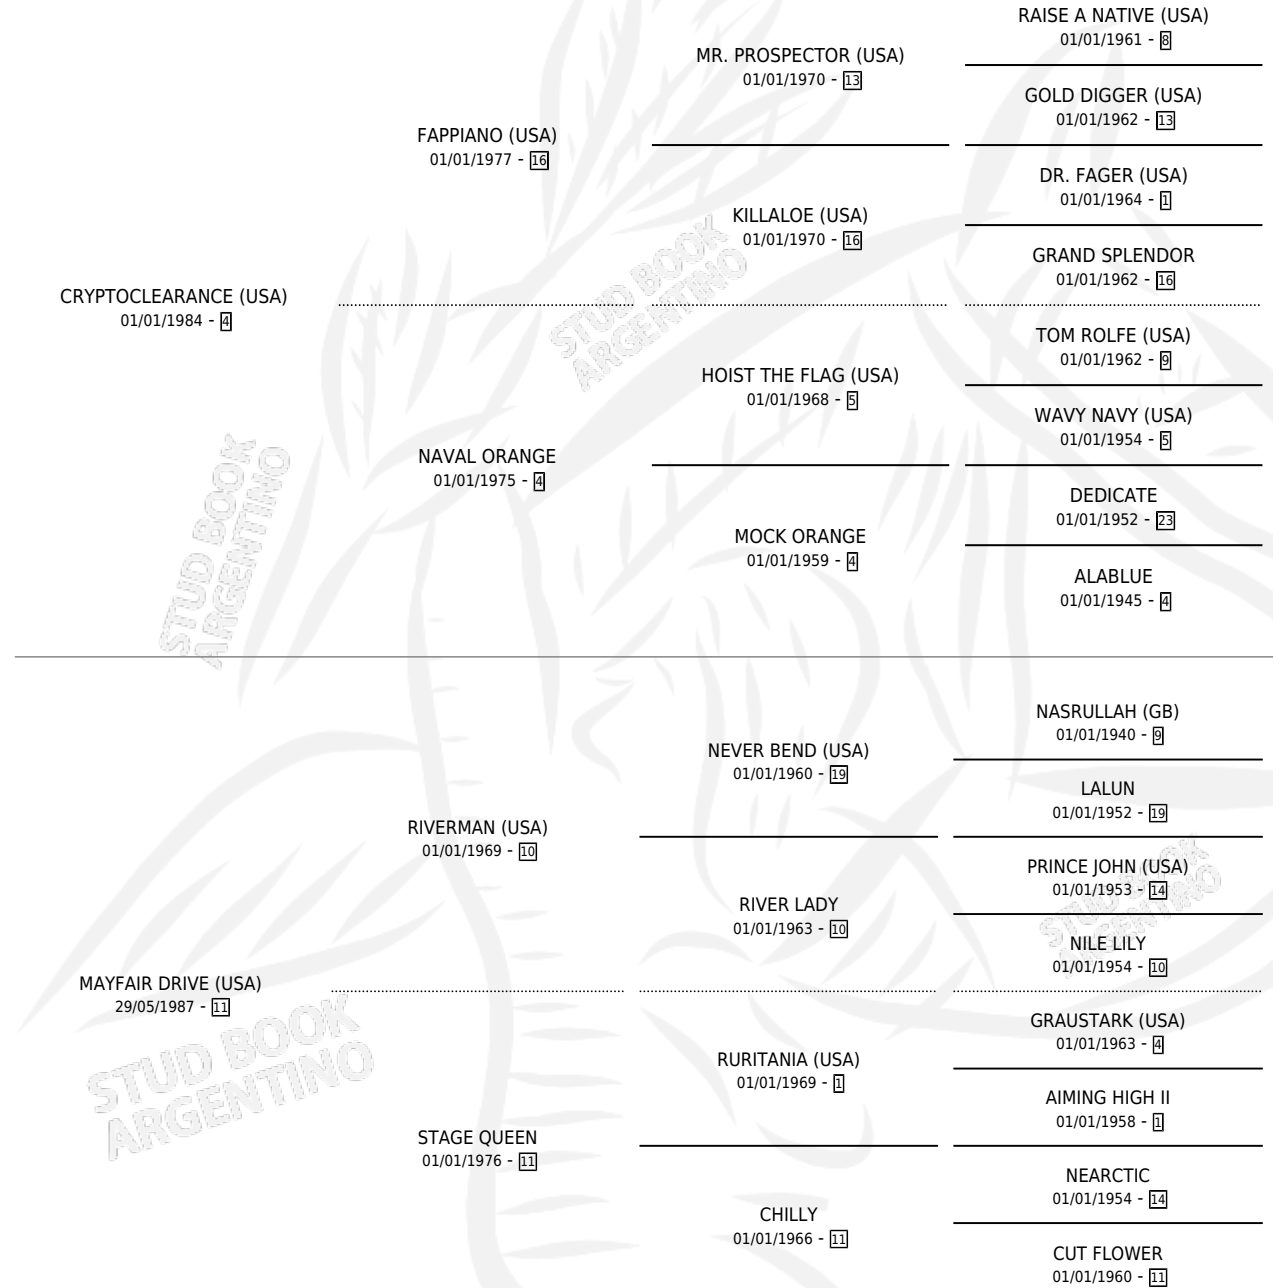 RAISE A NATIVE (USA)
01/01/1961 - 8
MR. PROSPECTOR (USA)
01/01/1970 - 13
GOLD DIGGER (USA)
01/01/1962 - 13
FAPPIANO (USA)
01/01/1977 - 16
DR. FAGER (USA)
01/01/1964 - 1
KILLALOE (USA)
01/01/1970 - 16
GRAND SPLENDOR
01/01/1962 - 16
CRYPTOCLEARANCE (USA)
01/01/1984 - 4
TOM ROLFE (USA)
01/01/1962 - 9
HOIST THE FLAG (USA)
01/01/1968 - 5
WAVY NAVY (USA)
01/01/1954 - 5
NAVAL ORANGE
01/01/1975 - 4
DEDICATE
01/01/1952 - 23
MOCK ORANGE
01/01/1959 - 4
ALABLUE
01/01/1945 - 4
STUD BOOK
ARGENTINO
STUD BOOK
ARGENTINO
NASRULLAH (GB)
01/01/1940 - 9
NEVER BEND (USA)
01/01/1960 - 19
LALUN
01/01/1952 - 19
RIVERMAN (USA)
01/01/1969 - 10
PRINCE JOHN (USA)
01/01/1953 - 14
RIVER LADY
01/01/1963 - 10
NILE LILY
01/01/1954 - 10
MAYFAIR DRIVE (USA)
29/05/1987 - 11
GRAUSTARK (USA)
01/01/1963 - 4
RURITANIA (USA)
01/01/1969 - 1
AIMING HIGH II
01/01/1958 - 1
STAGE QUEEN
01/01/1976 - 11
NEARCTIC
01/01/1954 - 14
CHILLY
01/01/1966 - 11
CUT FLOWER
01/01/1960 - 11
STUD BOOK
ARGENTINO
STUD BOOK
ARGENTINO